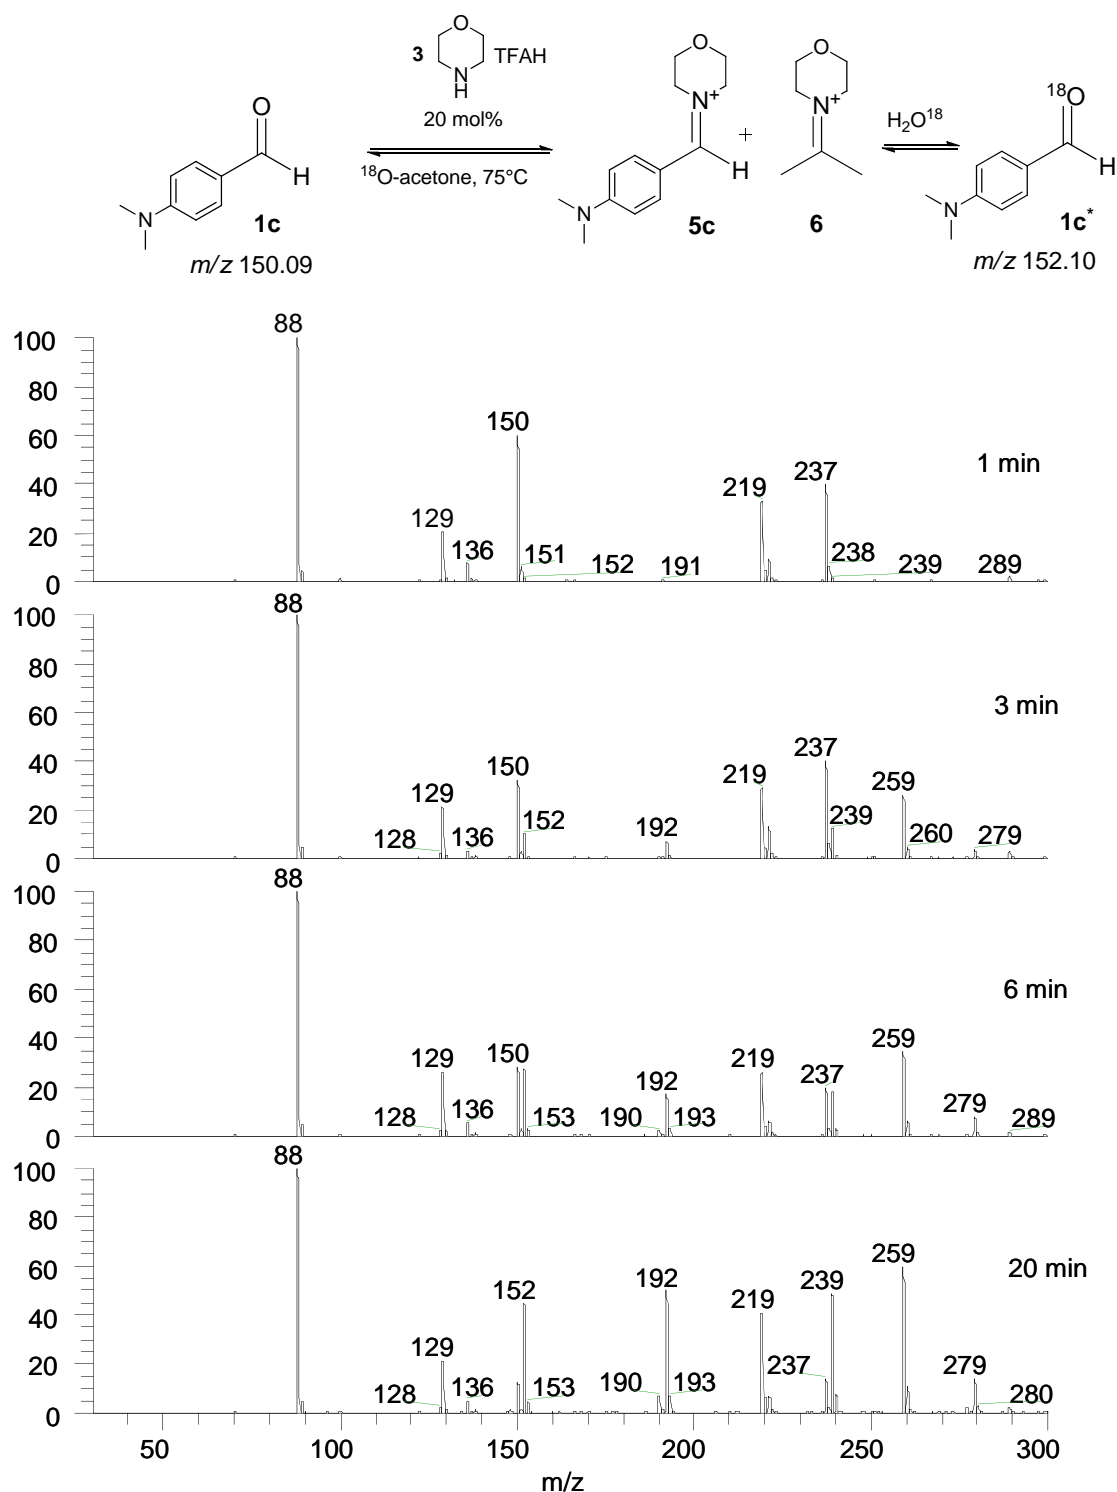 O O O
3 TFAH
N H N+ N+ 18O
O 20 mol% + H2O18
H 18O-acetone, 75°C H H
N 1c N 5c 6 N 1c*
m/z 150.09 m/z 152.10
88
100
80 150
60 237 1 min
40 219
20 129 136 151 152 191 238 239 289
0
88
100
80
60 3 min
40 150 219 237 259
20 128 129 136 152 192 239 260 279
0
88
100
80
60 6 min
40 129 150 219 237 259
20 128 136 153 190 192 193 279 289
0
88
100
80
60 152 192 219 239 259 20 min
40 129
20 128 136 153 190 193 237 279 280
0
50 100 150 200 250 300
m/z